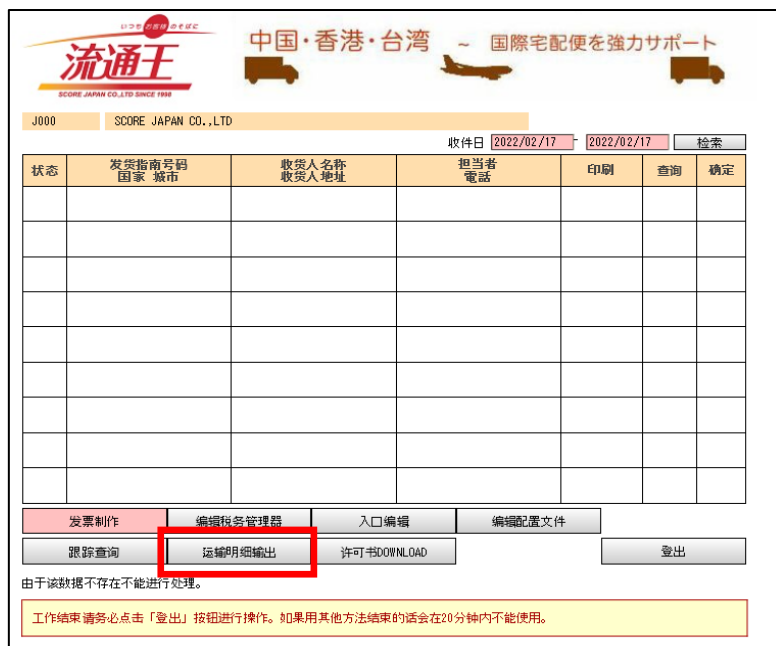 いつも お客様 のそばに
流通王
SCORE JAPAN CO.,LTD SINCE 1998
中国・香港・台湾 ~ 国際宅配便を強力サポート
J000 SCORE JAPAN CO.,LTD
收件日 2022/02/17 - 2022/02/17 检索
状态 发货指南号码 收货人名称 担当者 印刷 查询 确定
国家 城市 收货人地址 電話
发票制作 编辑税务管理器 入口编辑 编辑配置文件
跟踪查询 运输明细输出 许可书DOWNLOAD 登出
由于该数据不存在不能进行处理。
工作结束请务必点击「登出」按钮进行操作。如果用其他方法结束的话会在20分钟内不能使用。